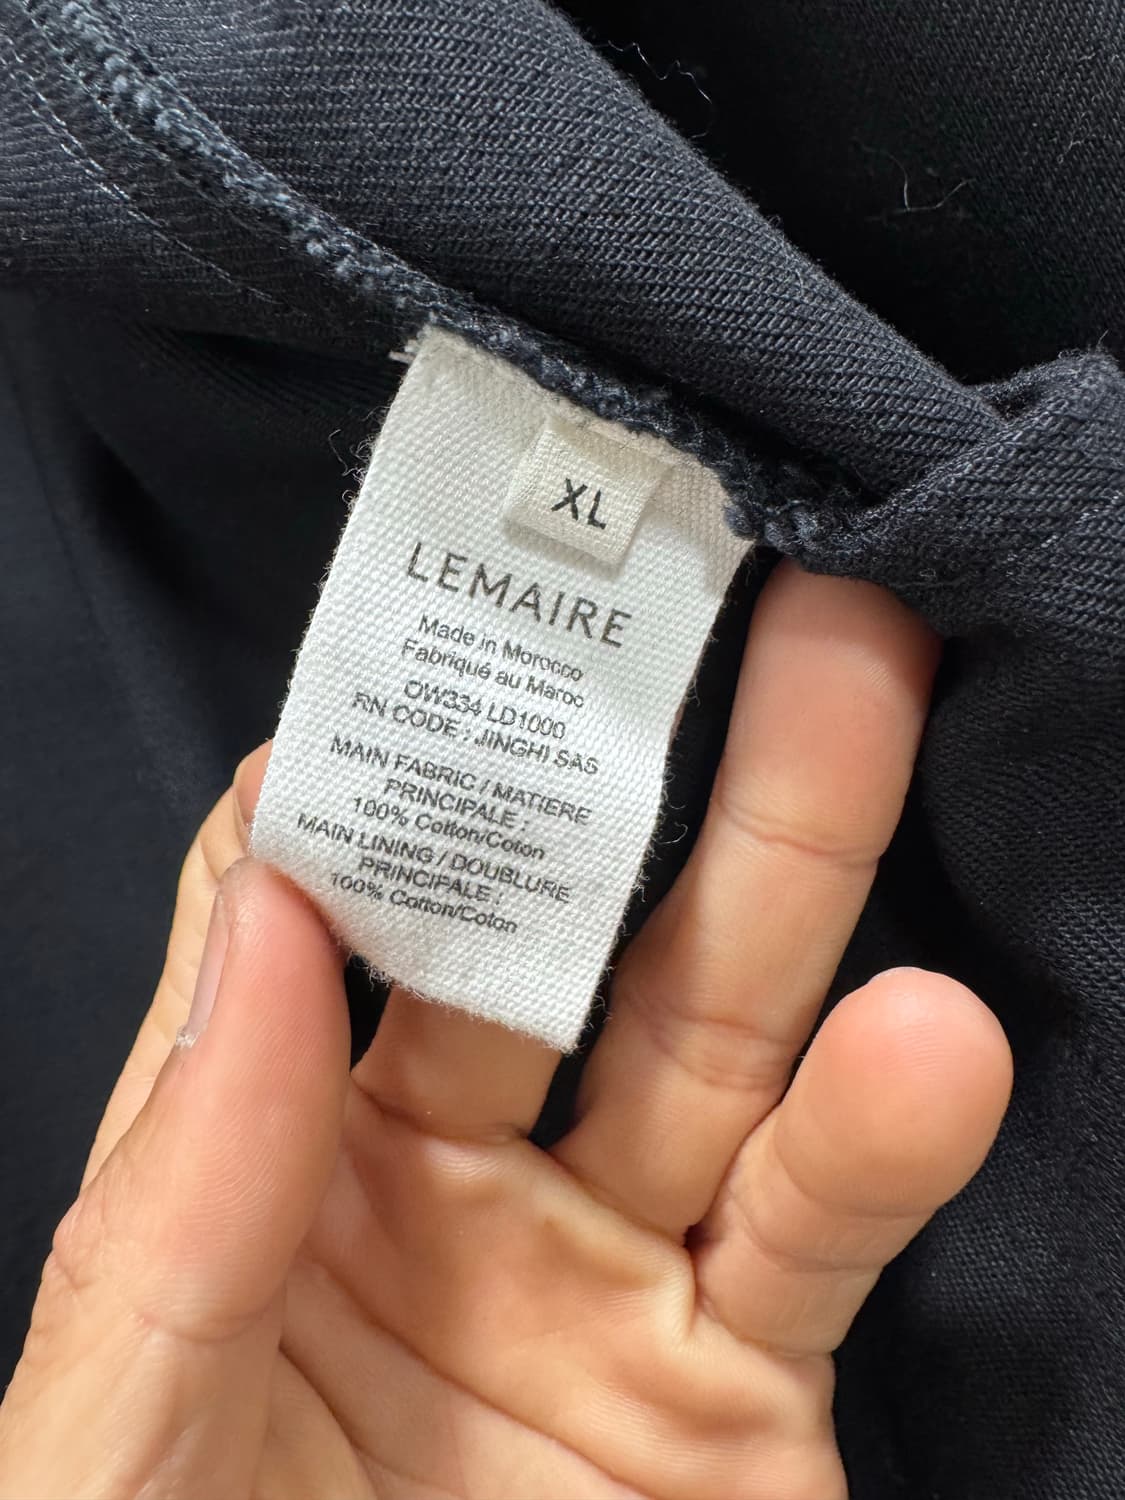 XL
LEMAIRE
Made in Morocco
Fabriqué au Maroc
OW334 LD1000
RN CODE : JINGHI SAS
MAIN FABRIC / MATIERE
PRINCIPALE :
100% Cotton/Coton
MAIN LINING / DOUBLURE
PRINCIPALE :
100% Cotton/Coton